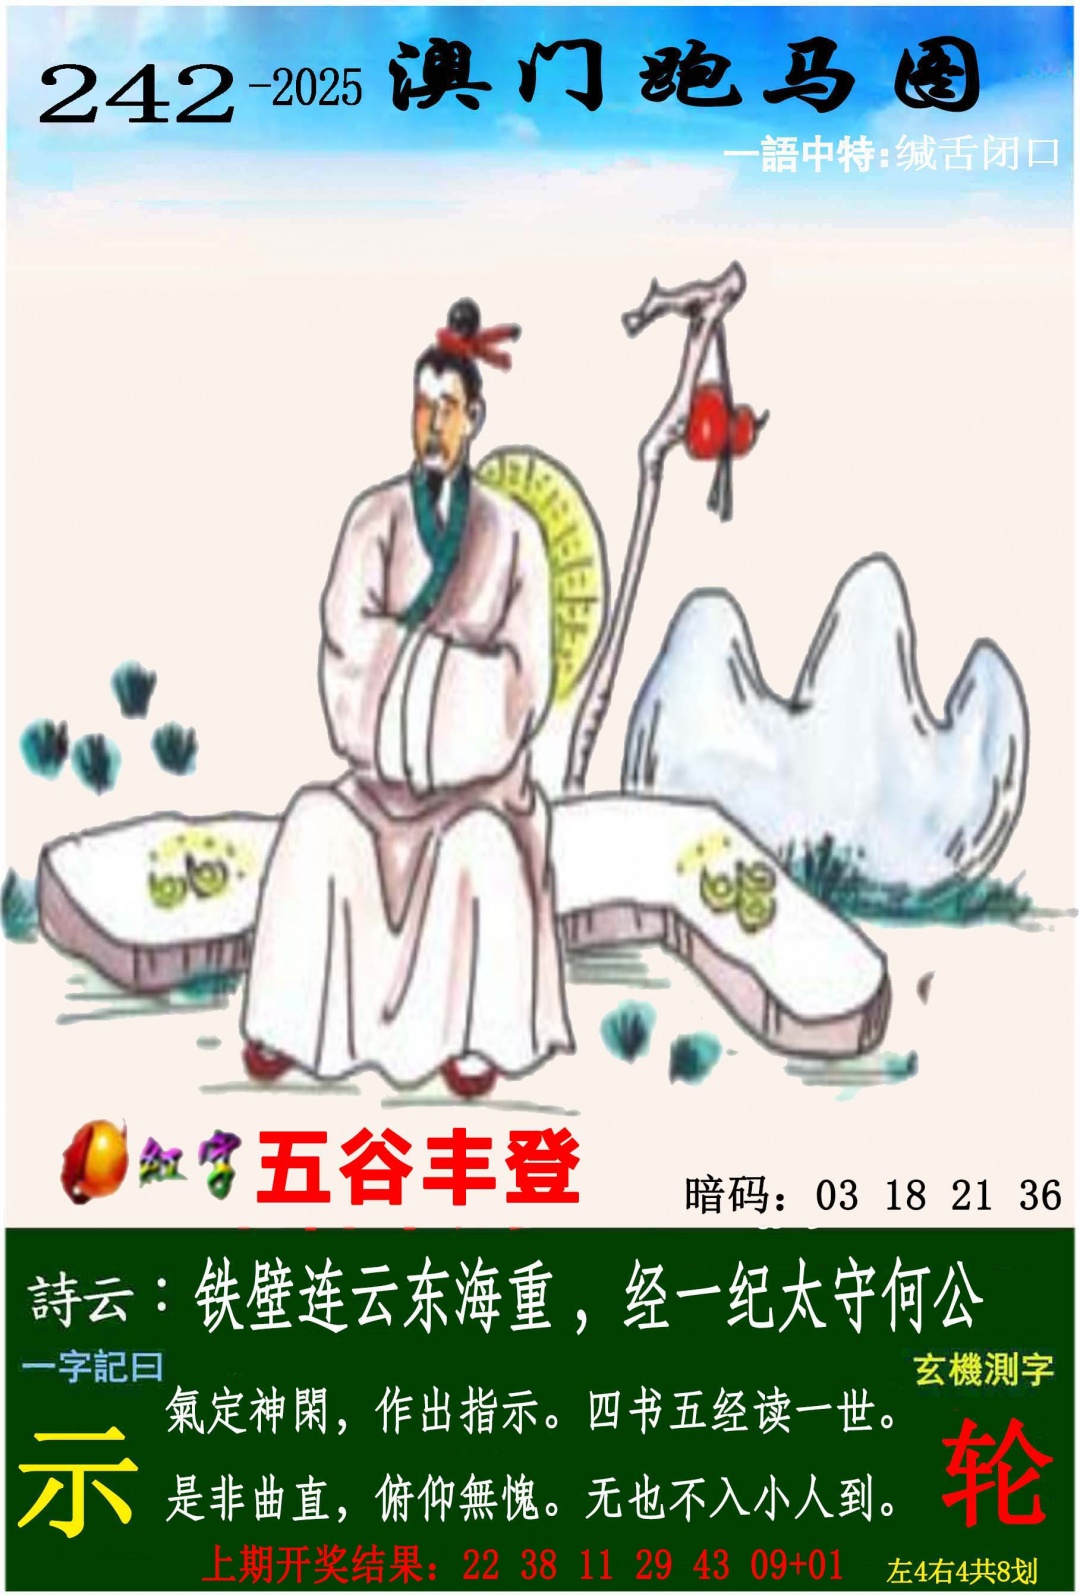 242-2025 澳门跑马图
一語中特:缄舌闭口
紅字 五谷丰登
暗码：03 18 21 36
詩云：铁壁连云东海重，经一纪太守何公
一字記曰
玄機測字
氣定神閑，作出指示。四书五经读一世。
示
轮
是非曲直，俯仰無愧。无也不入小人到。
上期开奖结果：22 38 11 29 43 09+01
左4右4共8划